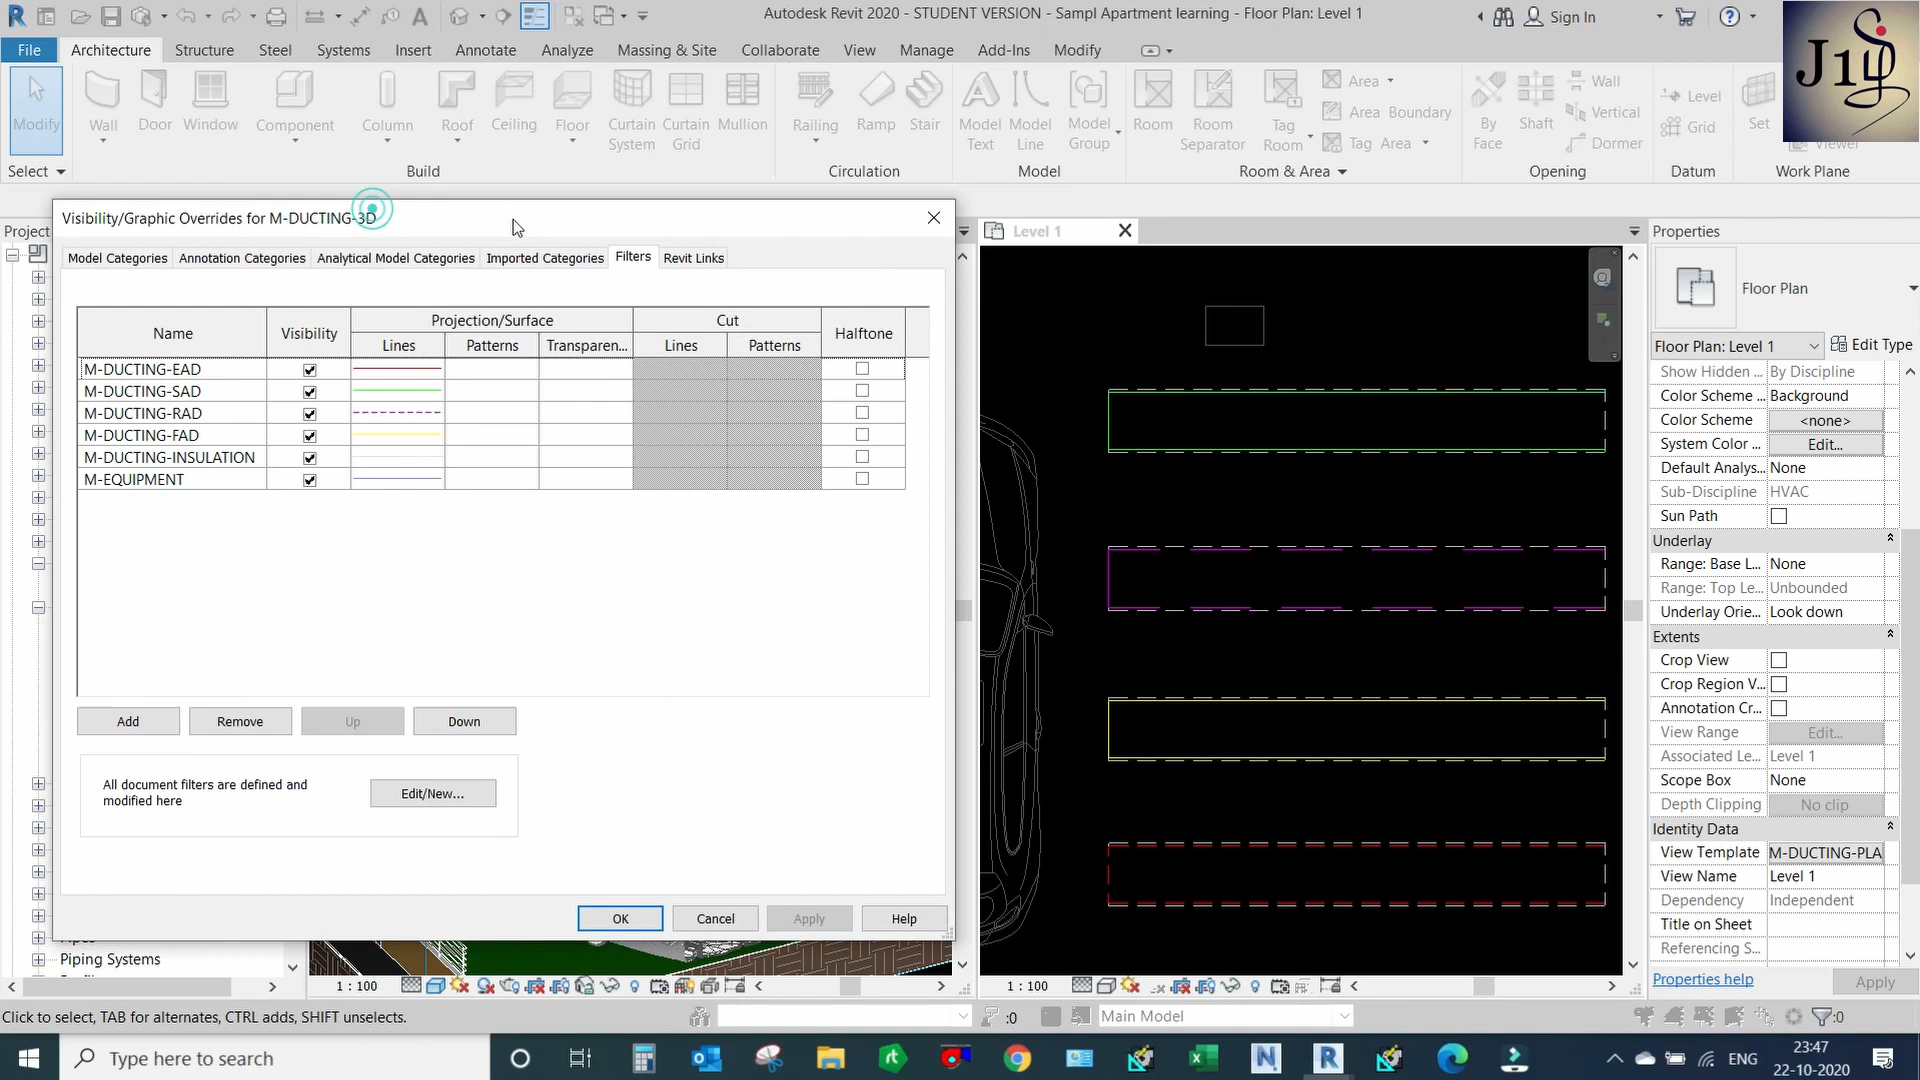 Autodesk Revit 2020 - STUDENT VERSION - Sampl Apartment learning - Floor Plan: Level 1
Sign In
File Architecture Structure Steel Systems Insert Annotate Analyze Massing & Site Collaborate View Manage Add-Ins Modify
J1
Modify
Wall
Door
Window
Component
Column
Roof
Ceiling
Floor
Curtain System
Curtain Grid
Mullion
Railing
Ramp
Stair
Model Text
Model Line
Model Group
Room
Room Separator
Tag Room
Area
Area Boundary
Tag Area
By Face
Shaft
Wall
Vertical
Dormer
Level
Grid
Set
Viewer
Select
Build
Circulation
Model
Room & Area
Opening
Datum
Work Plane
Project
Visibility/Graphic Overrides for M-DUCTING-3D
Model Categories Annotation Categories Analytical Model Categories Imported Categories Filters Revit Links
Name Visibility Projection/Surface Cut Halftone
Lines Patterns Transparen... Lines Patterns
M-DUCTING-EAD
M-DUCTING-SAD
M-DUCTING-RAD
M-DUCTING-FAD
M-DUCTING-INSULATION
M-EQUIPMENT
Add Remove Up Down
All document filters are defined and
modified here
Edit/New...
OK Cancel Apply Help
Pipes
Piping Systems
Level 1
Properties
Floor Plan
Floor Plan: Level 1 Edit Type
Show Hidden ... By Discipline
Color Scheme ... Background
Color Scheme <none>
System Color ... Edit...
Default Analys... None
Sub-Discipline HVAC
Sun Path
Underlay
Range: Base L... None
Range: Top Le... Unbounded
Underlay Orie... Look down
Extents
Crop View
Crop Region V...
Annotation Cr...
View Range Edit...
Associated Le... Level 1
Scope Box None
Depth Clipping No clip
Identity Data
View Template M-DUCTING-PLA
View Name Level 1
Dependency Independent
Title on Sheet
Referencing S...
Properties help Apply
1 : 100
1 : 100
Click to select, TAB for alternates, CTRL adds, SHIFT unselects.
:0
Main Model
:0
Type here to search
ENG
23:47
22-10-2020